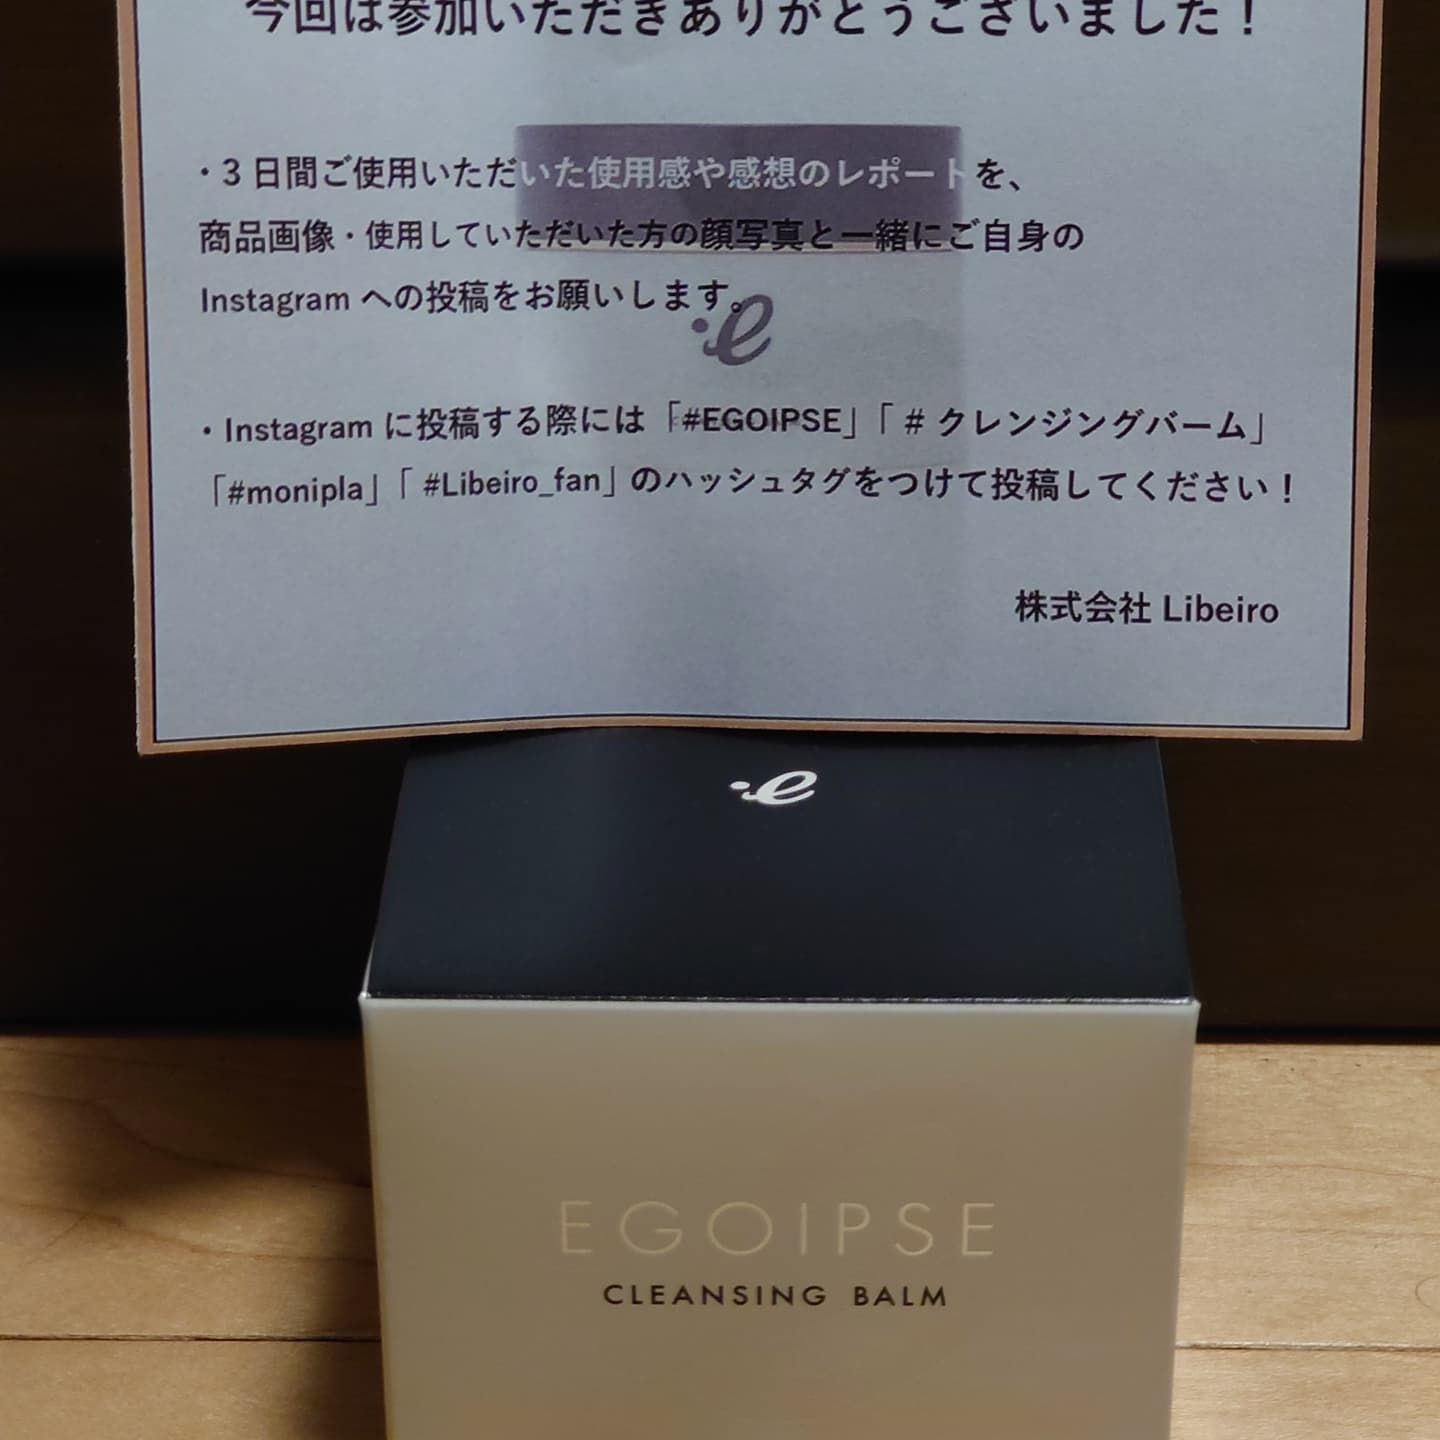 今回は参加いただきありがとうございました！
・3日間ご使用いただいた使用感や感想のレポートを、
商品画像・使用していただいた方の顔写真と一緒にご自身の
Instagram への投稿をお願いします。
・Instagram に投稿する際には「#EGOIPSE」「#クレンジングバーム」
「#monipla」「#Libeiro_fan」のハッシュタグをつけて投稿してください！
株式会社 Libeiro
EGOIPSE
CLEANSING BALM